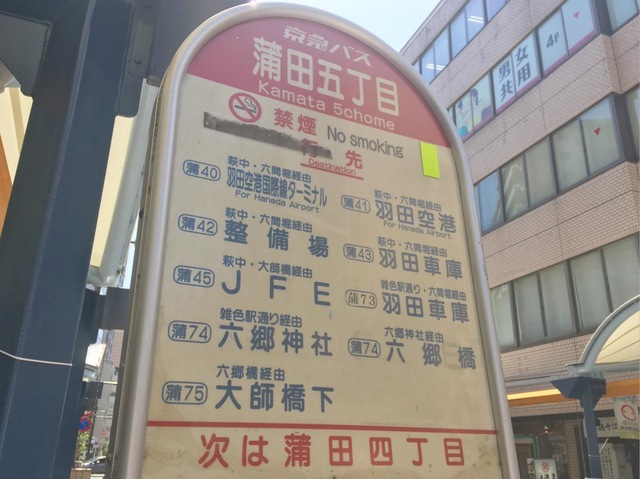 京急バス
蒲田五丁目
Kamata 5chome
禁煙 No smoking
行先
Destination
萩中・六間堀経由
蒲40 羽田空港国際線ターミナル
For Haneda Airport
萩中・六間堀経由
蒲41 羽田空港
For Haneda Airport
萩中・六間堀経由
蒲42 整備場
萩中・六間堀経由
蒲43 羽田車庫
萩中・大師橋経由
蒲45 JFE
雑色駅通り・六間堀経由
蒲73 羽田車庫
雑色駅通り経由
蒲74 六郷神社
六郷神社経由
蒲74 六郷橋
六郷橋経由
蒲75 大師橋下
次は蒲田四丁目
男女共用
4F